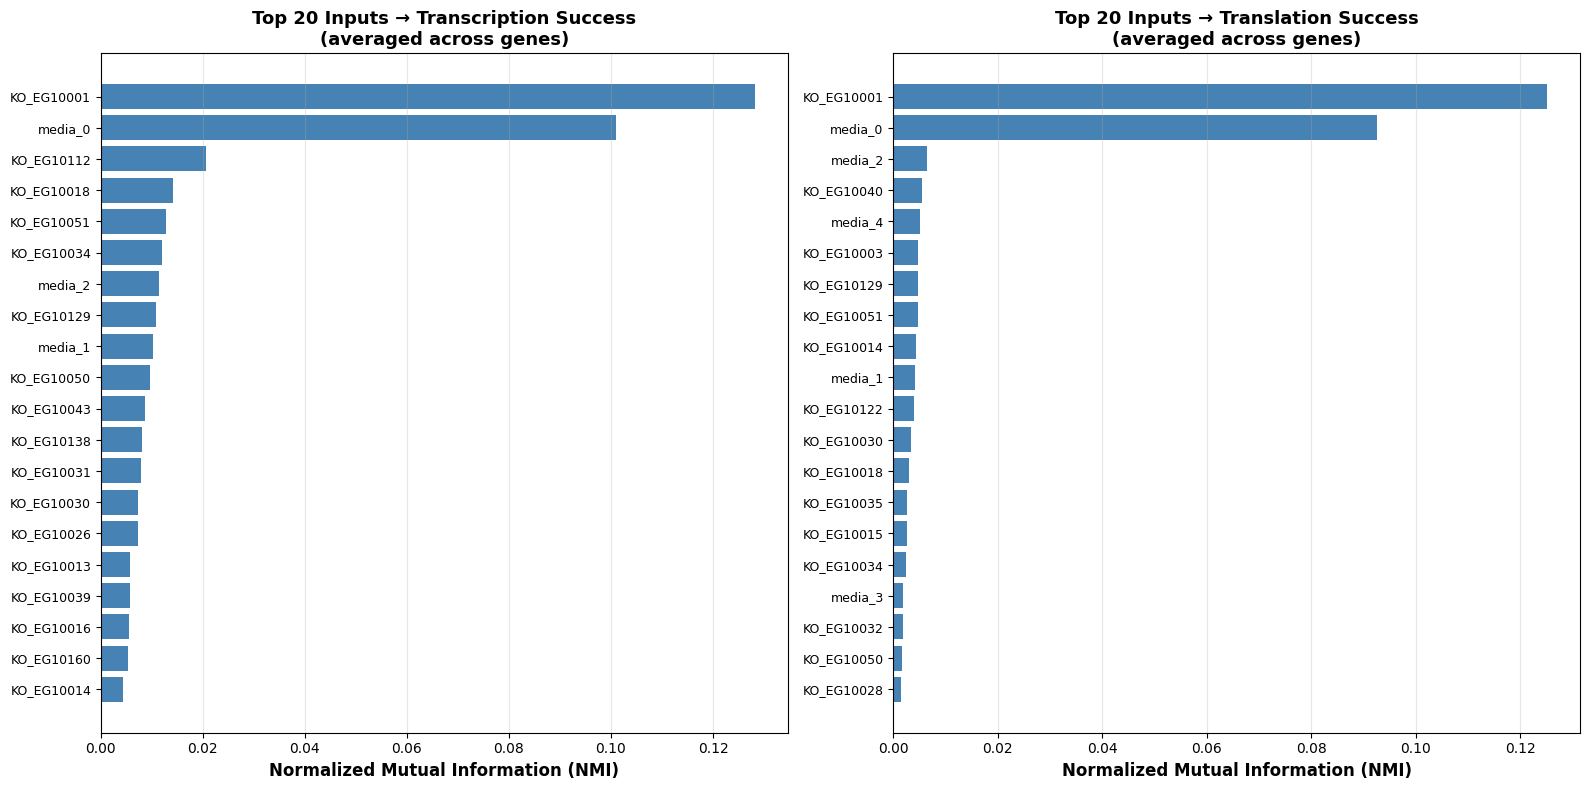 Top 20 Inputs → Transcription Success
(averaged across genes)
KO_EG10001
media_0
KO_EG10112
KO_EG10018
KO_EG10051
KO_EG10034
media_2
KO_EG10129
media_1
KO_EG10050
KO_EG10043
KO_EG10138
KO_EG10031
KO_EG10030
KO_EG10026
KO_EG10013
KO_EG10039
KO_EG10016
KO_EG10160
KO_EG10014
0.00 0.02 0.04 0.06 0.08 0.10 0.12
Normalized Mutual Information (NMI)
Top 20 Inputs → Translation Success
(averaged across genes)
KO_EG10001
media_0
media_2
KO_EG10040
media_4
KO_EG10003
KO_EG10129
KO_EG10051
KO_EG10014
media_1
KO_EG10122
KO_EG10030
KO_EG10018
KO_EG10035
KO_EG10015
KO_EG10034
media_3
KO_EG10032
KO_EG10050
KO_EG10028
0.00 0.02 0.04 0.06 0.08 0.10 0.12
Normalized Mutual Information (NMI)